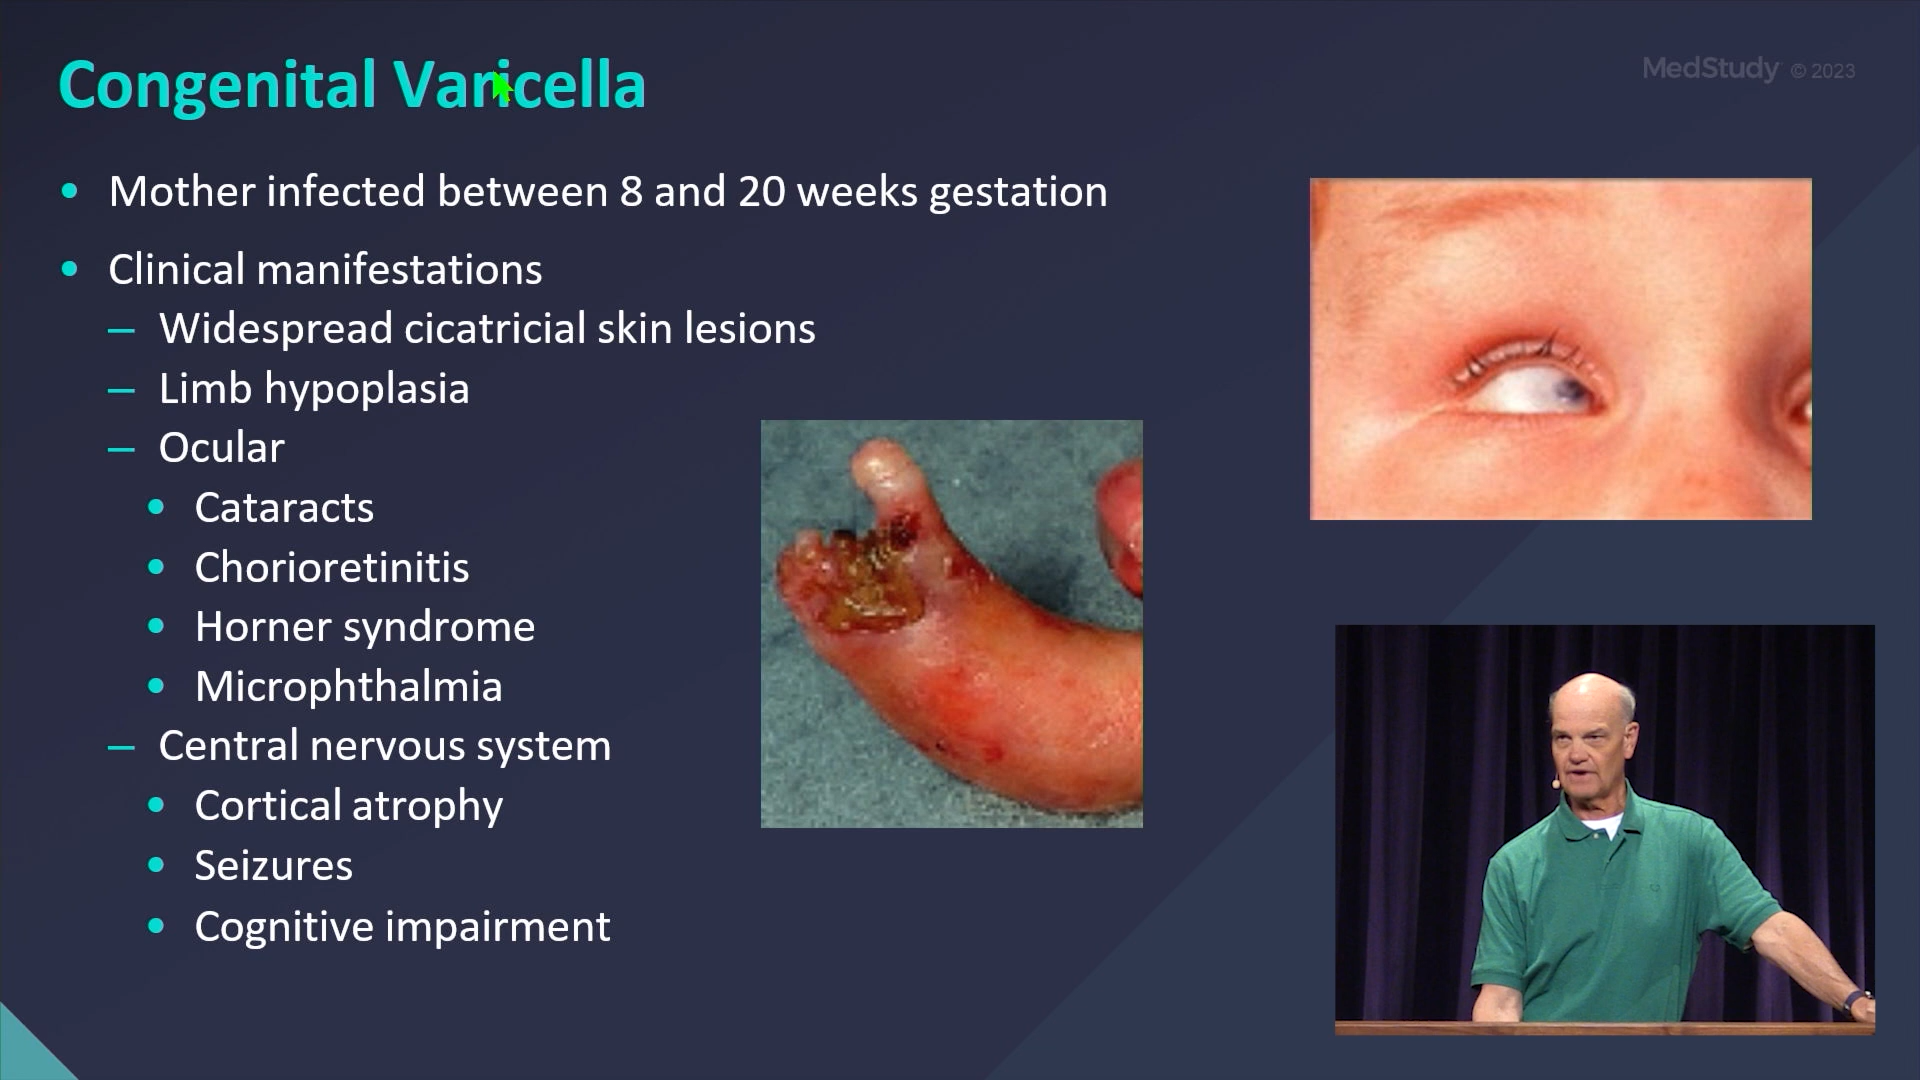 Congenital Varicella
MedStudy © 2023
• Mother infected between 8 and 20 weeks gestation
• Clinical manifestations
– Widespread cicatricial skin lesions
– Limb hypoplasia
– Ocular
• Cataracts
• Chorioretinitis
• Horner syndrome
• Microphthalmia
– Central nervous system
• Cortical atrophy
• Seizures
• Cognitive impairment